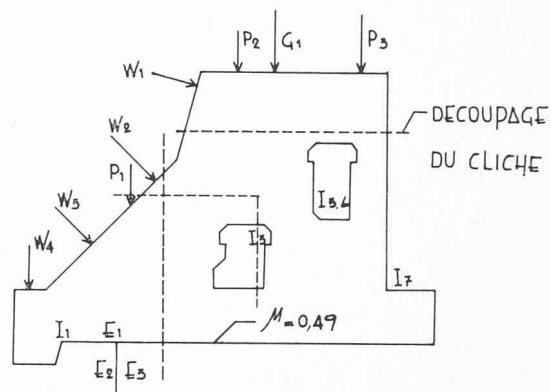 P2 G1 P3
W1
W2
DECOUPAGE
DU CLICHE
P1
W3
I3,4
I5
W4
I7
I1 E1 μ=0,49
E2 E3